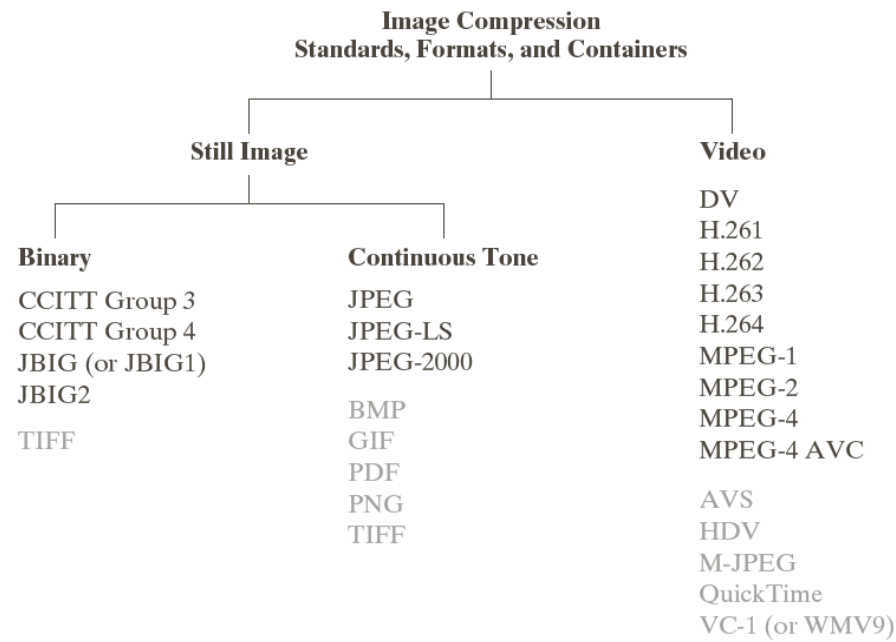 Image Compression
Standards, Formats, and Containers
Still Image
Video
Binary
CCITT Group 3
CCITT Group 4
JBIG (or JBIG1)
JBIG2
TIFF
Continuous Tone
JPEG
JPEG-LS
JPEG-2000
BMP
GIF
PDF
PNG
TIFF
DV
H.261
H.262
H.263
H.264
MPEG-1
MPEG-2
MPEG-4
MPEG-4 AVC
AVS
HDV
M-JPEG
QuickTime
VC-1 (or WMV9)